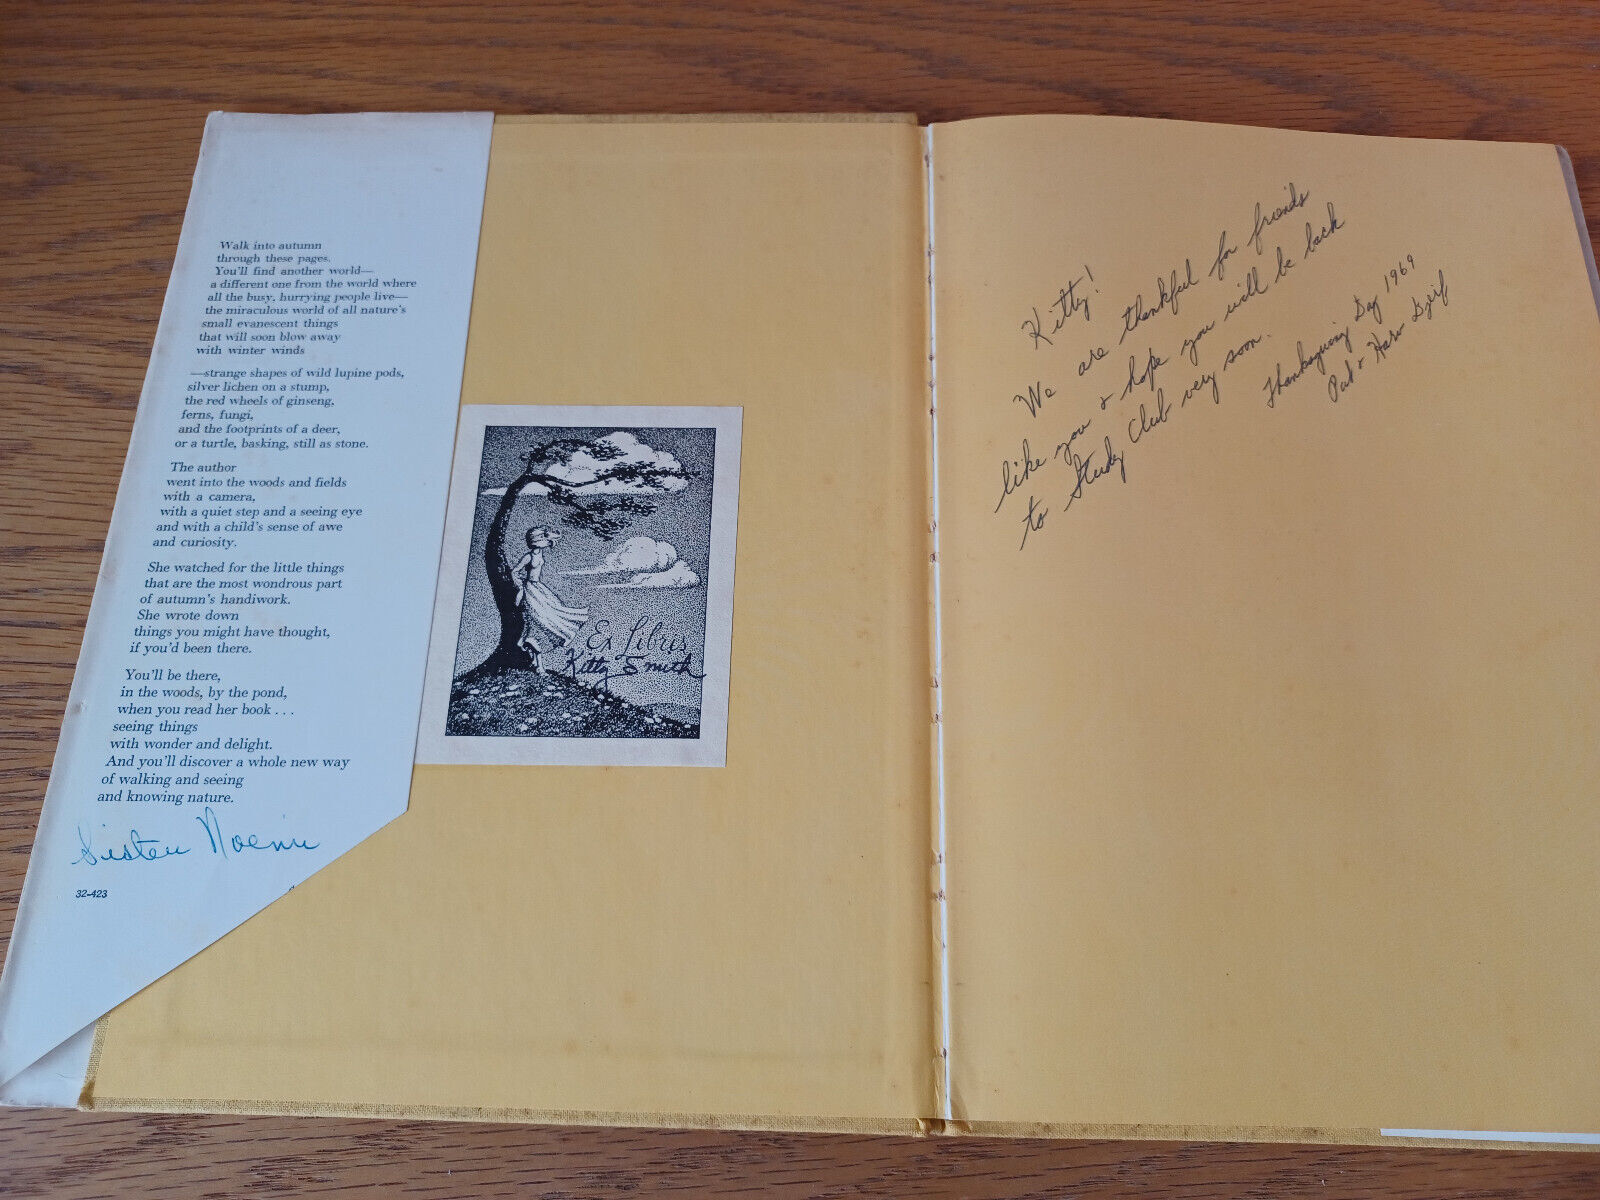 Walk into autumn
through these pages.
You'll find another world—
a different one from the world where
all the busy, hurrying people live—
the miraculous world of all nature's
small evanescent things
that will soon blow away
with winter winds
—strange shapes of wild lupine pods,
silver lichen on a stump,
the red wheels of ginseng,
ferns, fungi,
and the footprints of a deer,
or a turtle, basking, still as stone.
The author
went into the woods and fields
with a camera,
with a quiet step and a seeing eye
and with a child's sense of awe
and curiosity.
She watched for the little things
that are the most wondrous part
of autumn's handiwork.
She wrote down
things you might have thought,
if you'd been there.
You'll be there,
in the woods, by the pond,
when you read her book . . .
seeing things
with wonder and delight.
And you'll discover a whole new way
of walking and seeing
and knowing nature.
Sister Noemi
32-423
Ex Libris
Kitty Smith
Kitty!
We are thankful for friends
like you & hope you will be back
to Study Club very soon.
Thanksgiving Day 1969
Pat & Harv